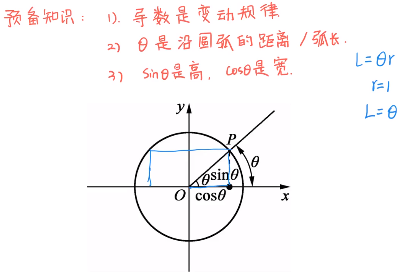 预备知识： 1). 导数是变动规律
2) θ是沿圆弧的距离/弧长.
3) sinθ是高, cosθ是宽.
L=θr
r=1
L=θ
y
P
θ
θ sinθ
O cosθ x